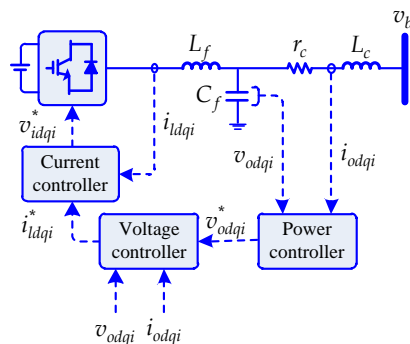 v_b
L_f
r_c
L_c
C_f
v*_idqi
i_ldqi
v_odqi
i_odqi
Current
controller
i*_ldqi
Voltage
controller
v*_odqi
Power
controller
v_odqi
i_odqi